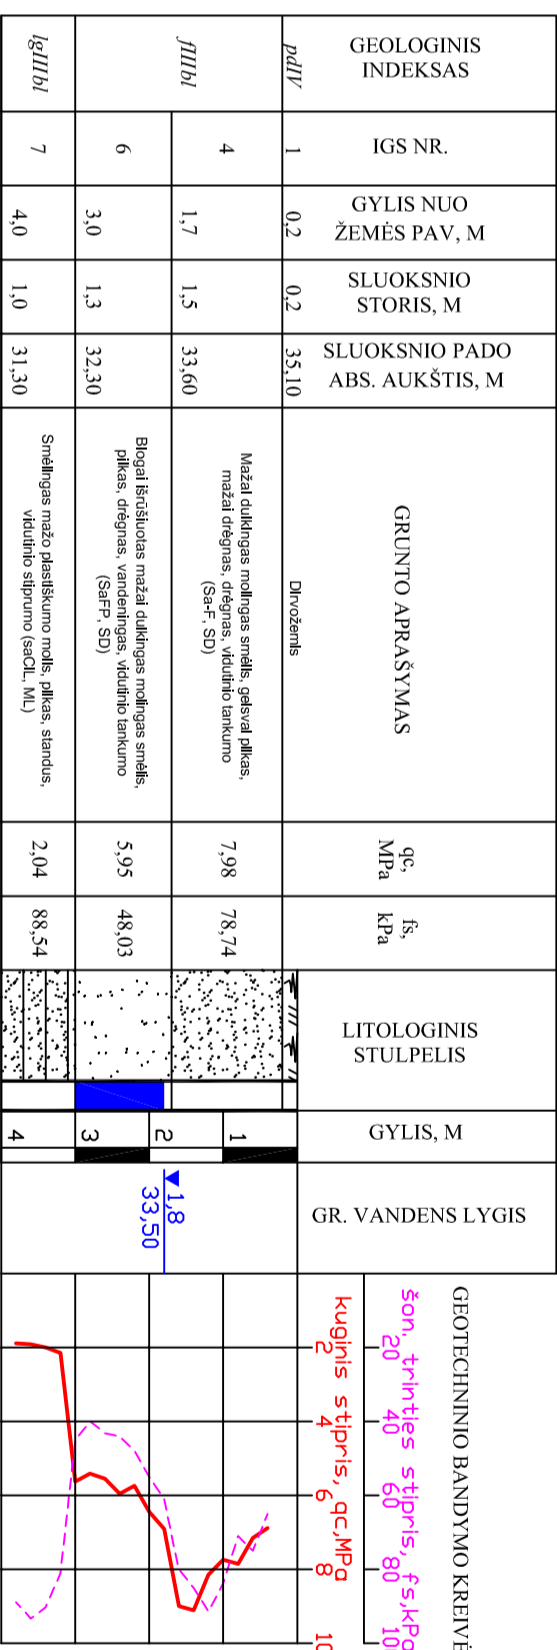 GEOLOGINIS
INDEKSAS
IGS NR.
GYLIS NUO
ŽEMĖS PAV, M
SLUOKSNIO
STORIS, M
SLUOKSNIO PADO
ABS. AUKŠTIS, M
GRUNTO APRAŠYMAS
qc,
MPa
fs,
kPa
LITOLOGINIS
STULPELIS
GYLIS, M
GR. VANDENS LYGIS
GEOTECHNINIO BANDYMO KREIVĖ
šon, trinties stipris, fs,kPa
20 40 60 80 10
kuginis stipris, qc,MPa
2 4 6 8 10
pdIV
1
0,2
0,2
35,10
Dirvožemis
fIIIbl
4
1,7
1,5
33,60
Mažai dulkingas molingas smėlis, gelsvai pilkas,
mažai drėgnas, drėgnas, vidutinio tankumo
(Sa-F, SD)
7,98
78,74
6
3,0
1,3
32,30
Blogai išrūšiuotas mažai dulkingas molingas smėlis,
pilkas, drėgnas, vandeningas, vidutinio tankumo
(SaFP, SD)
5,95
48,03
lgIIIbl
7
4,0
1,0
31,30
Smėlingas mažo plastiškumo molis, pilkas, standus,
vidutinio stiprumo (saClL, ML)
2,04
88,54
1
2
3
4
1,8
33,50